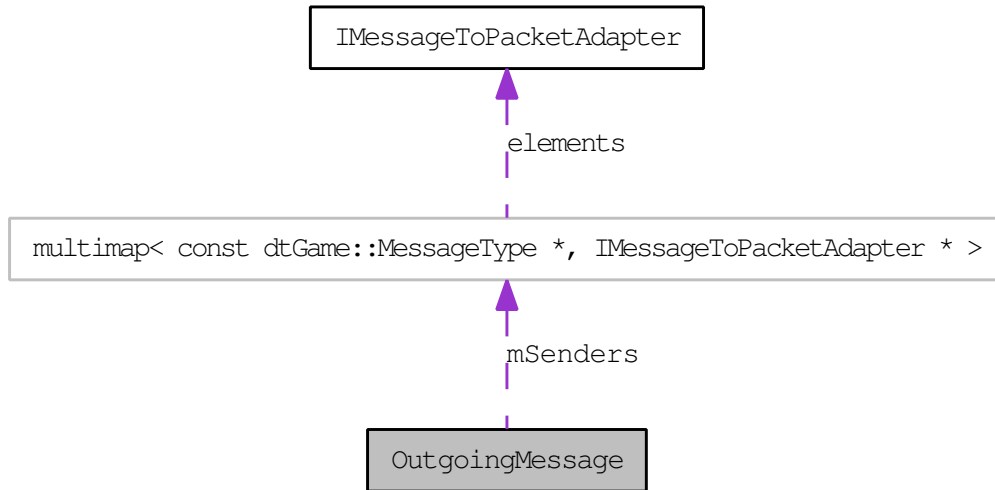 IMessageToPacketAdapter
elements
multimap< const dtGame::MessageType *, IMessageToPacketAdapter * >
mSenders
OutgoingMessage